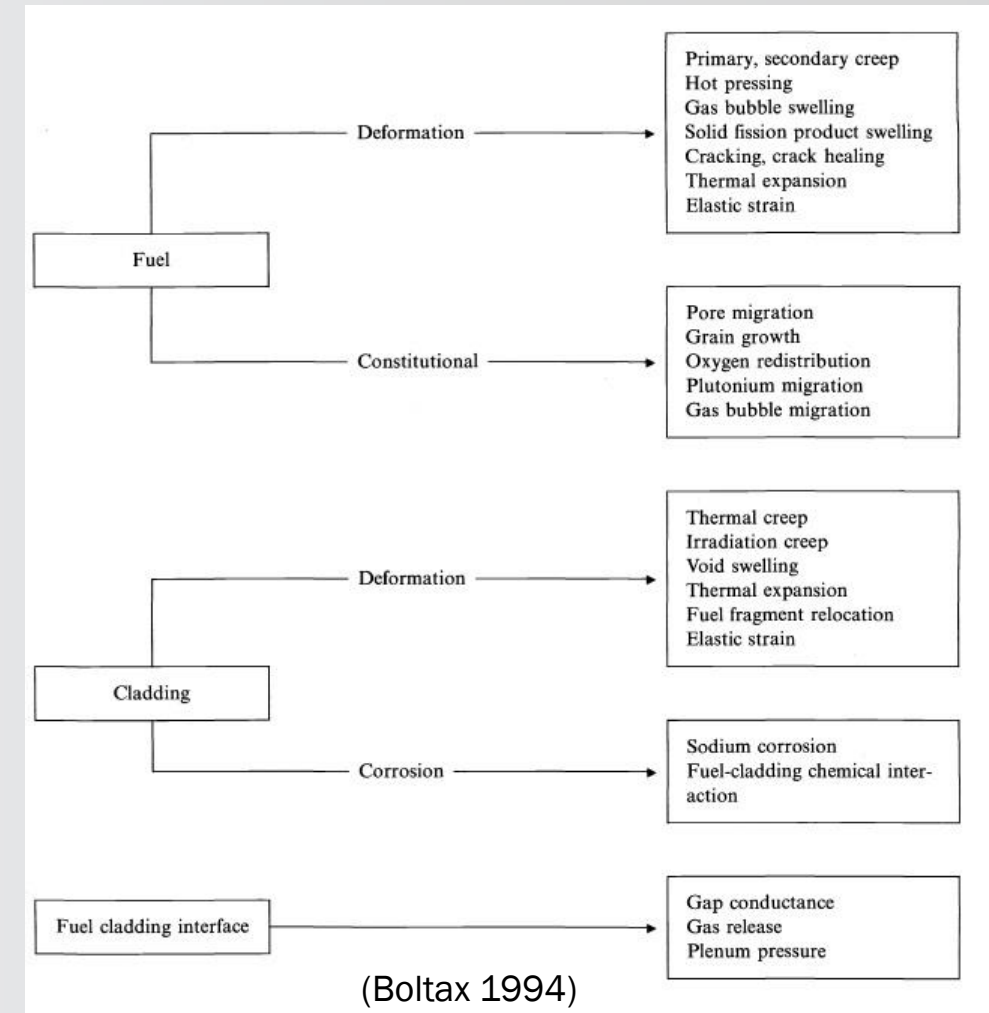 Primary, secondary creep
Hot pressing
Gas bubble swelling
Deformation
Solid fission product swelling
Cracking, crack healing
Thermal expansion
Elastic strain
Fuel
Pore migration
Grain growth
Constitutional
Oxygen redistribution
Plutonium migration
Gas bubble migration
Thermal creep
Irradiation creep
Void swelling
Deformation
Thermal expansion
Fuel fragment relocation
Elastic strain
Cladding
Sodium corrosion
Corrosion
Fuel-cladding chemical inter-
action
Fuel cladding interface
Gap conductance
Gas release
Plenum pressure
(Boltax 1994)